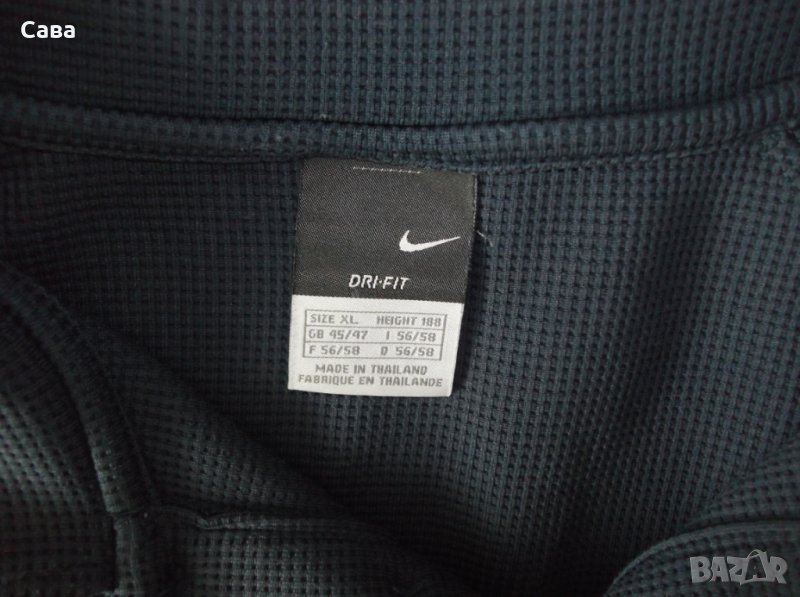 Сава
DRI-FIT
SIZE XL HEIGHT 188
GB 45/47 I 56/58
F 56/58 D 56/58
MADE IN THAILAND
FABRIQUE EN THAILANDE
BAZAR